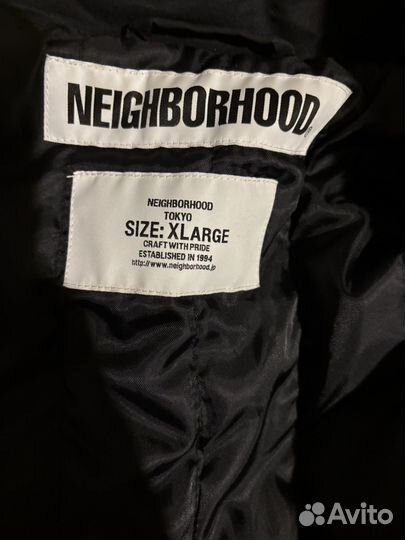 NEIGHBORHOOD®
NEIGHBORHOOD
TOKYO
SIZE: XLARGE
CRAFT WITH PRIDE
ESTABLISHED IN 1994
http://www.neighborhood.jp
Avito